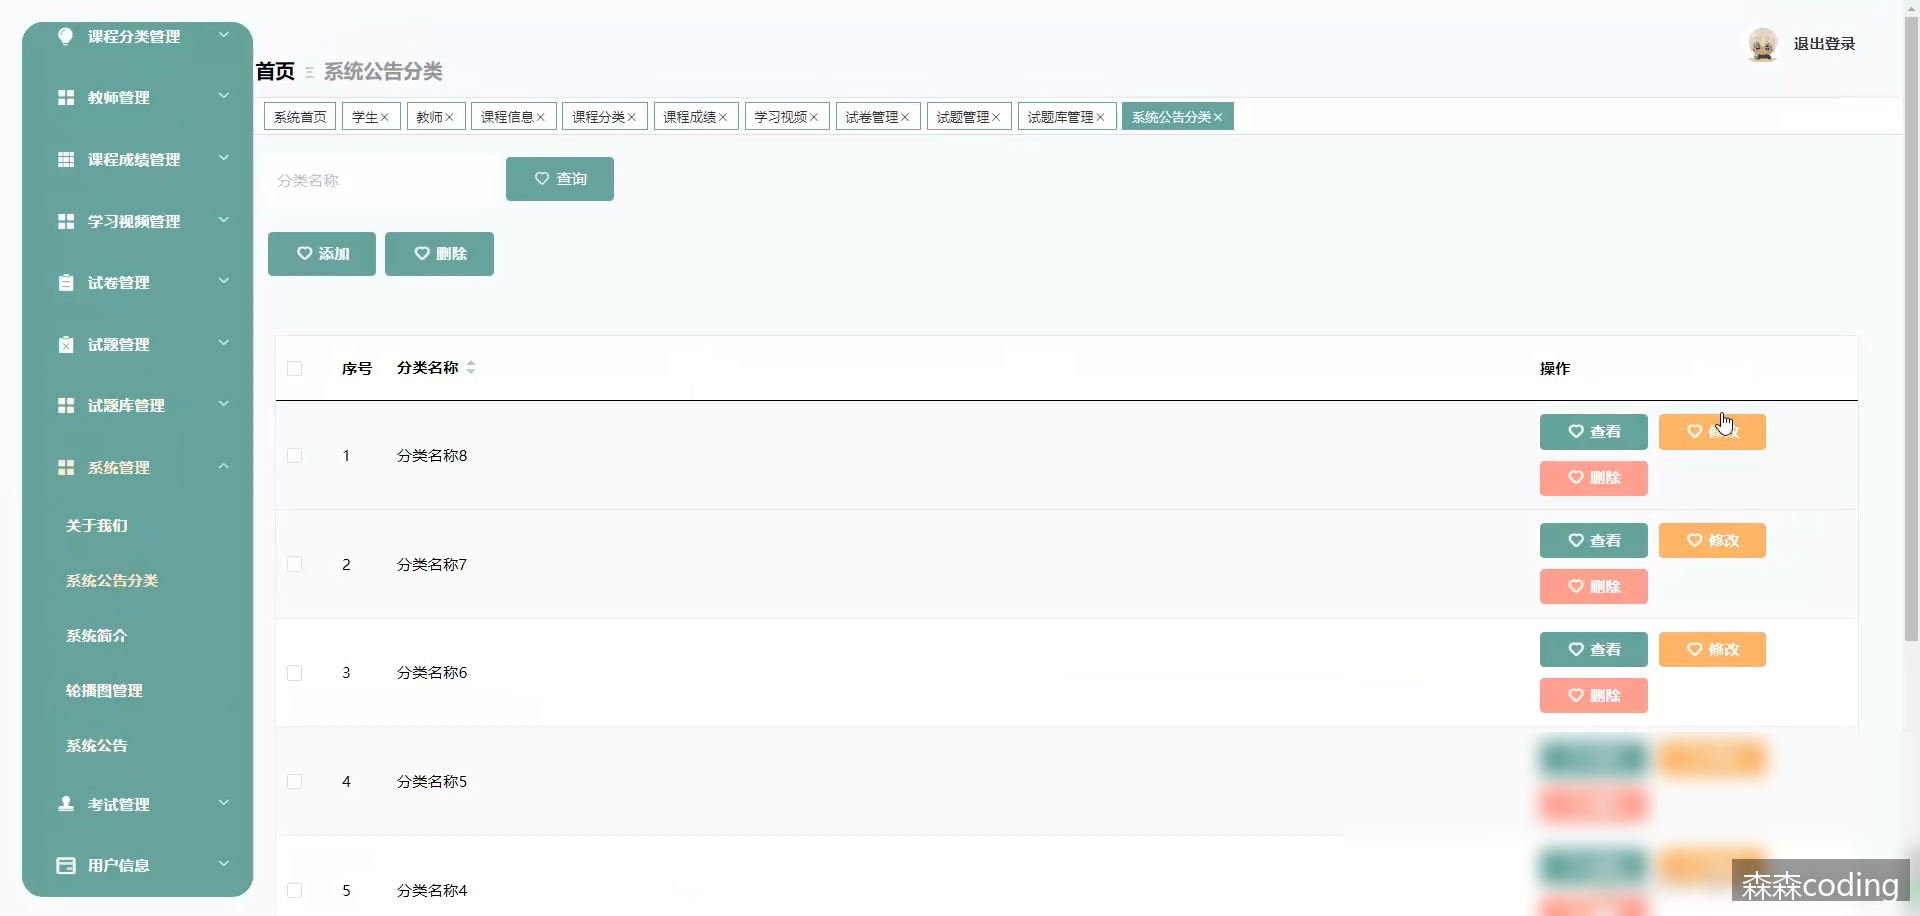 课程分类管理
教师管理
课程成绩管理
学习视频管理
试卷管理
试题管理
试题库管理
系统管理
关于我们
系统公告分类
系统简介
轮播图管理
系统公告
考试管理
用户信息
退出登录
首页 系统公告分类
系统首页 学生 教师 课程信息 课程分类 课程成绩 学习视频 试卷管理 试题管理 试题库管理 系统公告分类
分类名称 查询
添加 删除
序号 分类名称 操作
1 分类名称8 查看
删除
2 分类名称7 查看 修改
删除
3 分类名称6 查看 修改
删除
4 分类名称5
5 分类名称4
森森coding